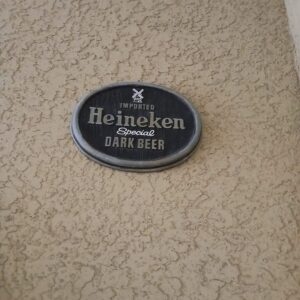 IMPORTED
Heineken
Special
DARK BEER